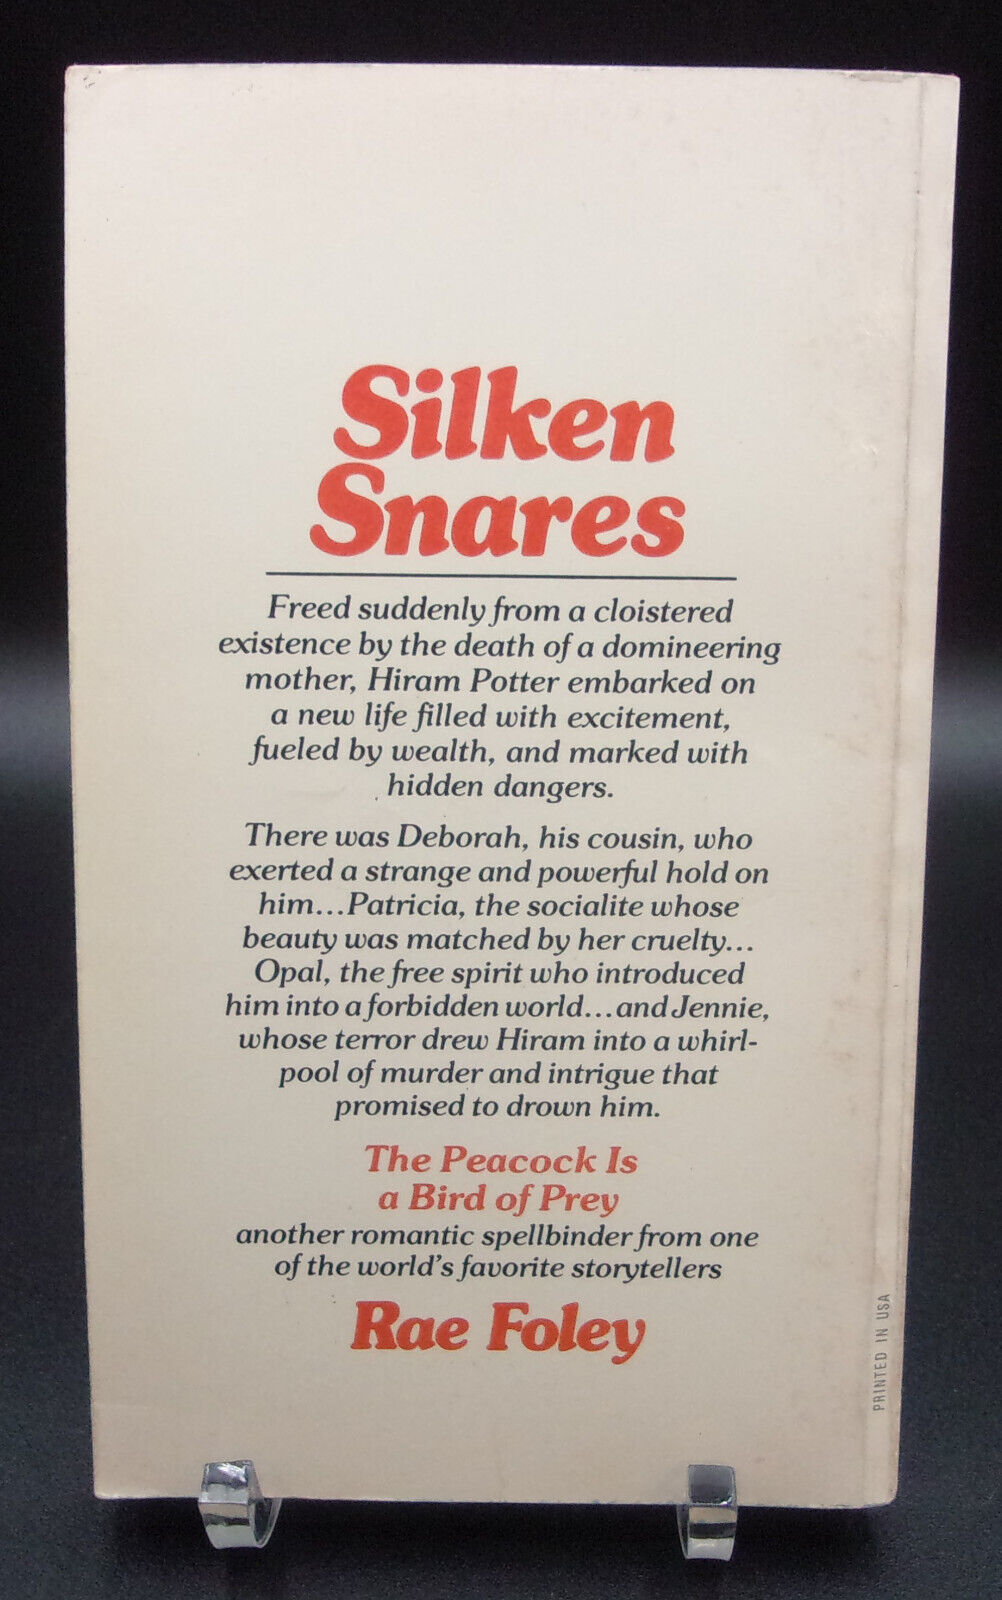 Silken
Snares
Freed suddenly from a cloistered
existence by the death of a domineering
mother, Hiram Potter embarked on
a new life filled with excitement,
fueled by wealth, and marked with
hidden dangers.
There was Deborah, his cousin, who
exerted a strange and powerful hold on
him...Patricia, the socialite whose
beauty was matched by her cruelty...
Opal, the free spirit who introduced
him into a forbidden world...and Jennie,
whose terror drew Hiram into a whirl-
pool of murder and intrigue that
promised to drown him.
The Peacock Is
a Bird of Prey
another romantic spellbinder from one
of the world's favorite storytellers
Rae Foley
PRINTED IN USA